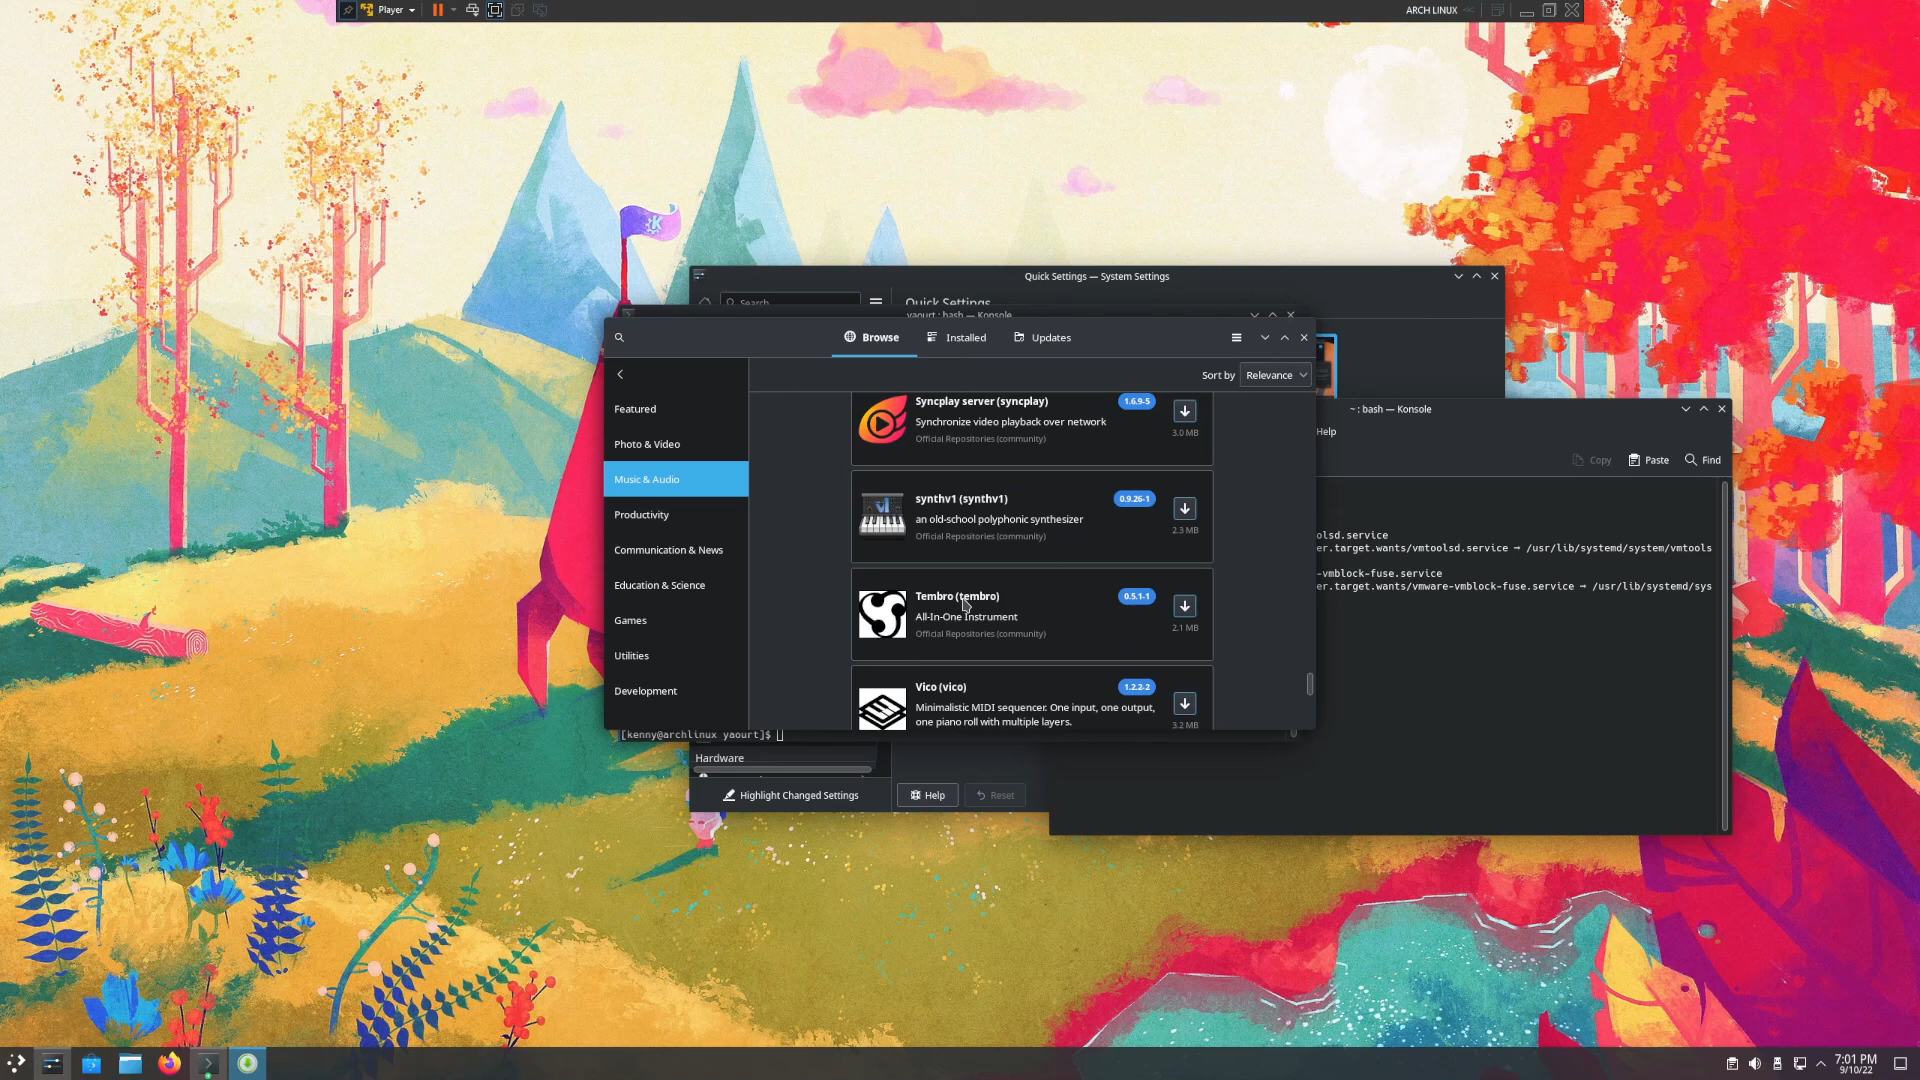 Player
ARCH LINUX
Quick Settings — System Settings
Search
Quick Settings
yaourt : bash — Konsole
Browse
Installed
Updates
Sort by
Relevance
Featured
Photo & Video
Music & Audio
Productivity
Communication & News
Education & Science
Games
Utilities
Development
Syncplay server (syncplay)
1.6.9-5
Synchronize video playback over network
Official Repositories (community)
3.0 MB
synthv1 (synthv1)
0.9.26-1
an old-school polyphonic synthesizer
Official Repositories (community)
2.3 MB
Tembro (tembro)
0.5.1-1
All-In-One Instrument
Official Repositories (community)
2.1 MB
Vico (vico)
1.2.2-2
Minimalistic MIDI sequencer. One input, one output,
one piano roll with multiple layers.
3.2 MB
~ : bash — Konsole
Help
Copy
Paste
Find
olsd.service
er.target.wants/vmtoolsd.service → /usr/lib/systemd/system/vmtools
-vmblock-fuse.service
er.target.wants/vmware-vmblock-fuse.service → /usr/lib/systemd/sys
[kenny@archlinux yaourt]$
Hardware
Highlight Changed Settings
Help
Reset
7:01 PM
9/10/22